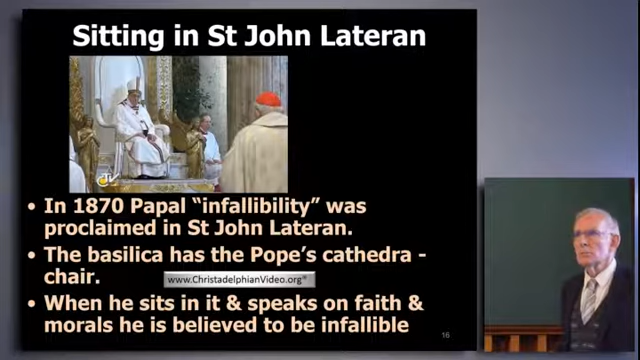 Sitting in St John Lateran
• In 1870 Papal “infallibility” was
proclaimed in St John Lateran.
• The basilica has the Pope’s cathedra -
chair.
www.ChristadelphianVideo.org
• When he sits in it & speaks on faith &
morals he is believed to be infallible
16